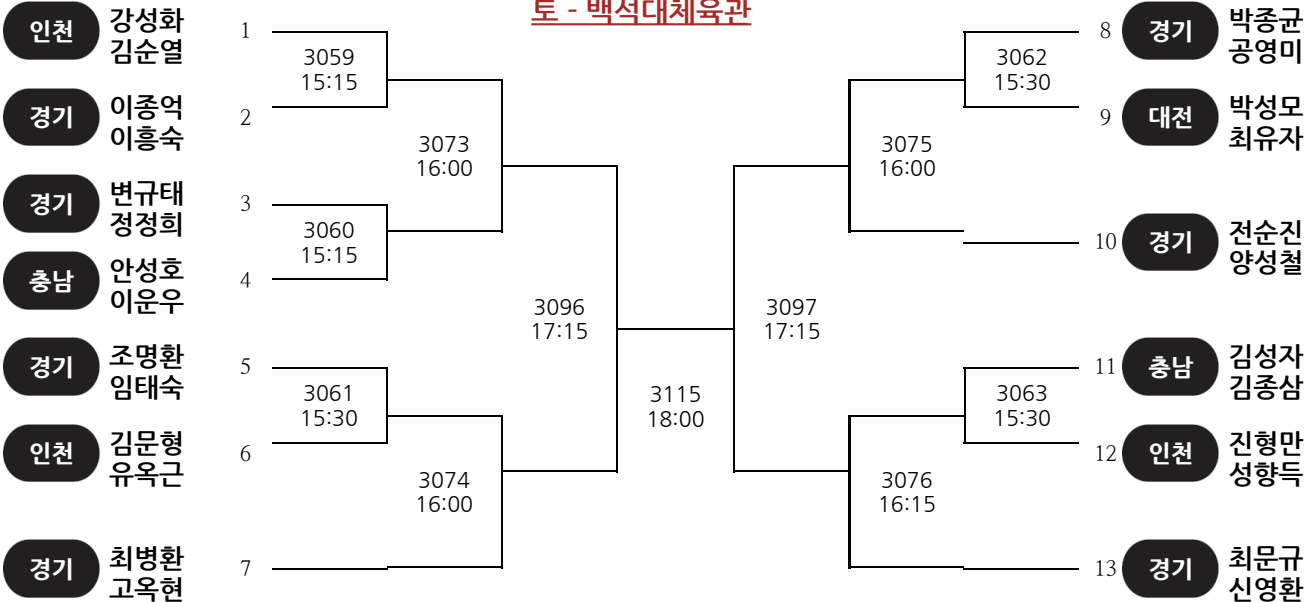 토 - 백석대체육관
인천 강성화 김순열 1
경기 이종억 이흥숙 2
3059
15:15
경기 변규태 정정희 3
충남 안성호 이운우 4
3060
15:15
3073
16:00
경기 조명환 임태숙 5
인천 김문형 유옥근 6
3061
15:30
경기 최병환 고옥현 7
3074
16:00
3096
17:15
3115
18:00
8 경기 박종균 공영미
9 대전 박성모 최유자
3062
15:30
10 경기 전순진 양성철
3075
16:00
3097
17:15
11 충남 김성자 김종삼
12 인천 진형만 성향득
3063
15:30
13 경기 최문규 신영환
3076
16:15